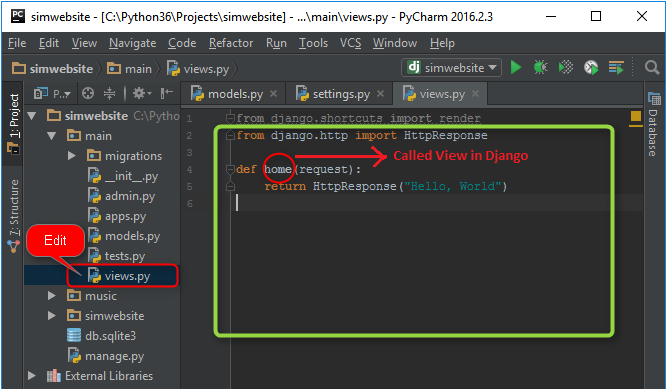 simwebsite - [C:\Python36\Projects\simwebsite] - ...\main\views.py - PyCharm 2016.2.3
File Edit View Navigate Code Refactor Run Tools VCS Window Help
simwebsite main views.py dj simwebsite
1: Project
7: Structure
P..
models.py settings.py views.py
Database
simwebsite C:\Pytho
main
migrations
__init__.py
admin.py
apps.py
models.py
tests.py
views.py
music
simwebsite
db.sqlite3
manage.py
External Libraries
Edit
1 from django.shortcuts import render
2 from django.http import HttpResponse
3
4 def home(request):
5 return HttpResponse("Hello, World")
6
Called View in Django